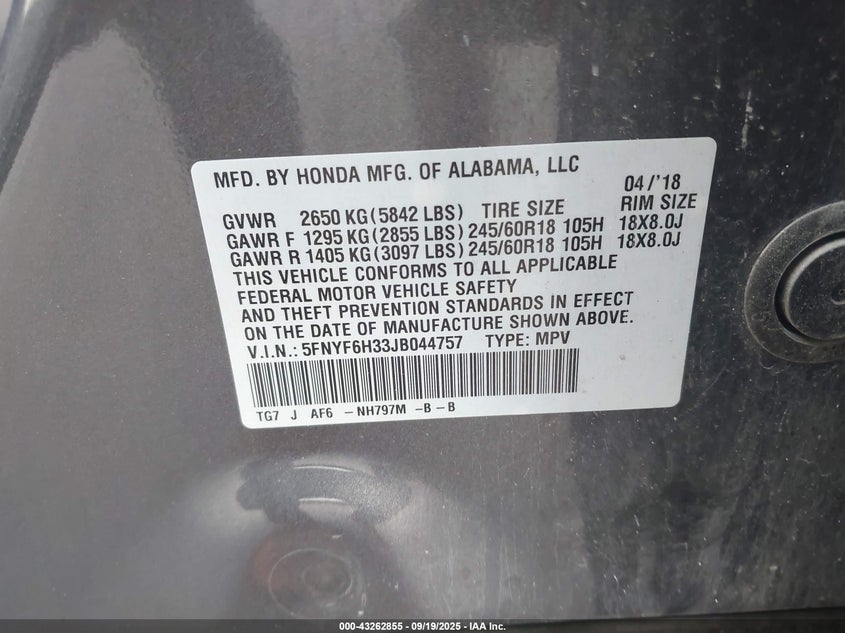 MFD. BY HONDA MFG. OF ALABAMA, LLC
04/'18
GVWR 2650 KG (5842 LBS) TIRE SIZE RIM SIZE
GAWR F 1295 KG (2855 LBS) 245/60R18 105H 18X8.0J
GAWR R 1405 KG (3097 LBS) 245/60R18 105H 18X8.0J
THIS VEHICLE CONFORMS TO ALL APPLICABLE
FEDERAL MOTOR VEHICLE SAFETY
AND THEFT PREVENTION STANDARDS IN EFFECT
ON THE DATE OF MANUFACTURE SHOWN ABOVE.
V.I.N.: 5FNYF6H33JB044757 TYPE: MPV
TG7 J AF6 -NH797M -B-B
000-43262855 - 09/19/2025 - IAA Inc.